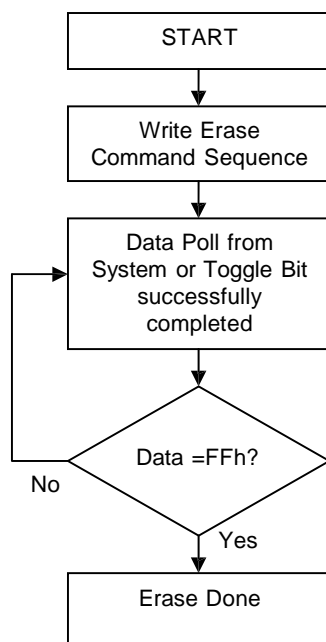 START
Write Erase
Command Sequence
Data Poll from
System or Toggle Bit
successfully
completed
Data =FFh?
No
Yes
Erase Done